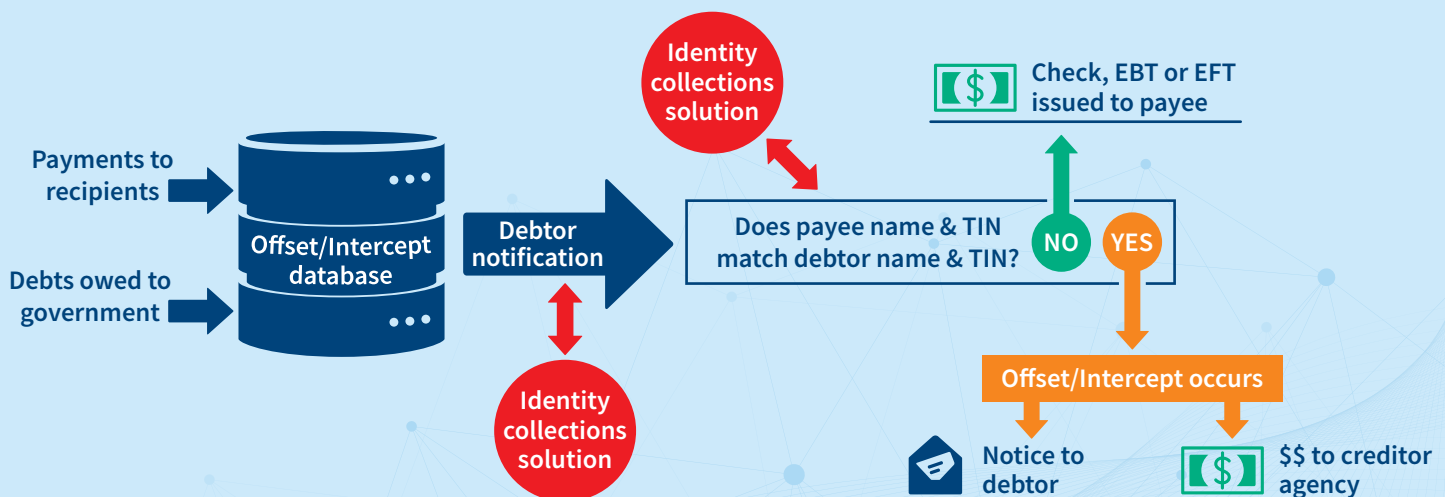 Payments to
recipients
Debts owed to
government
Offset/Intercept
database
Debtor
notification
Identity
collections
solution
Identity
collections
solution
Does payee name & TIN
match debtor name & TIN?
NO
YES
$
Check, EBT or EFT
issued to payee
Offset/Intercept occurs
Notice to
debtor
$
$$ to creditor
agency